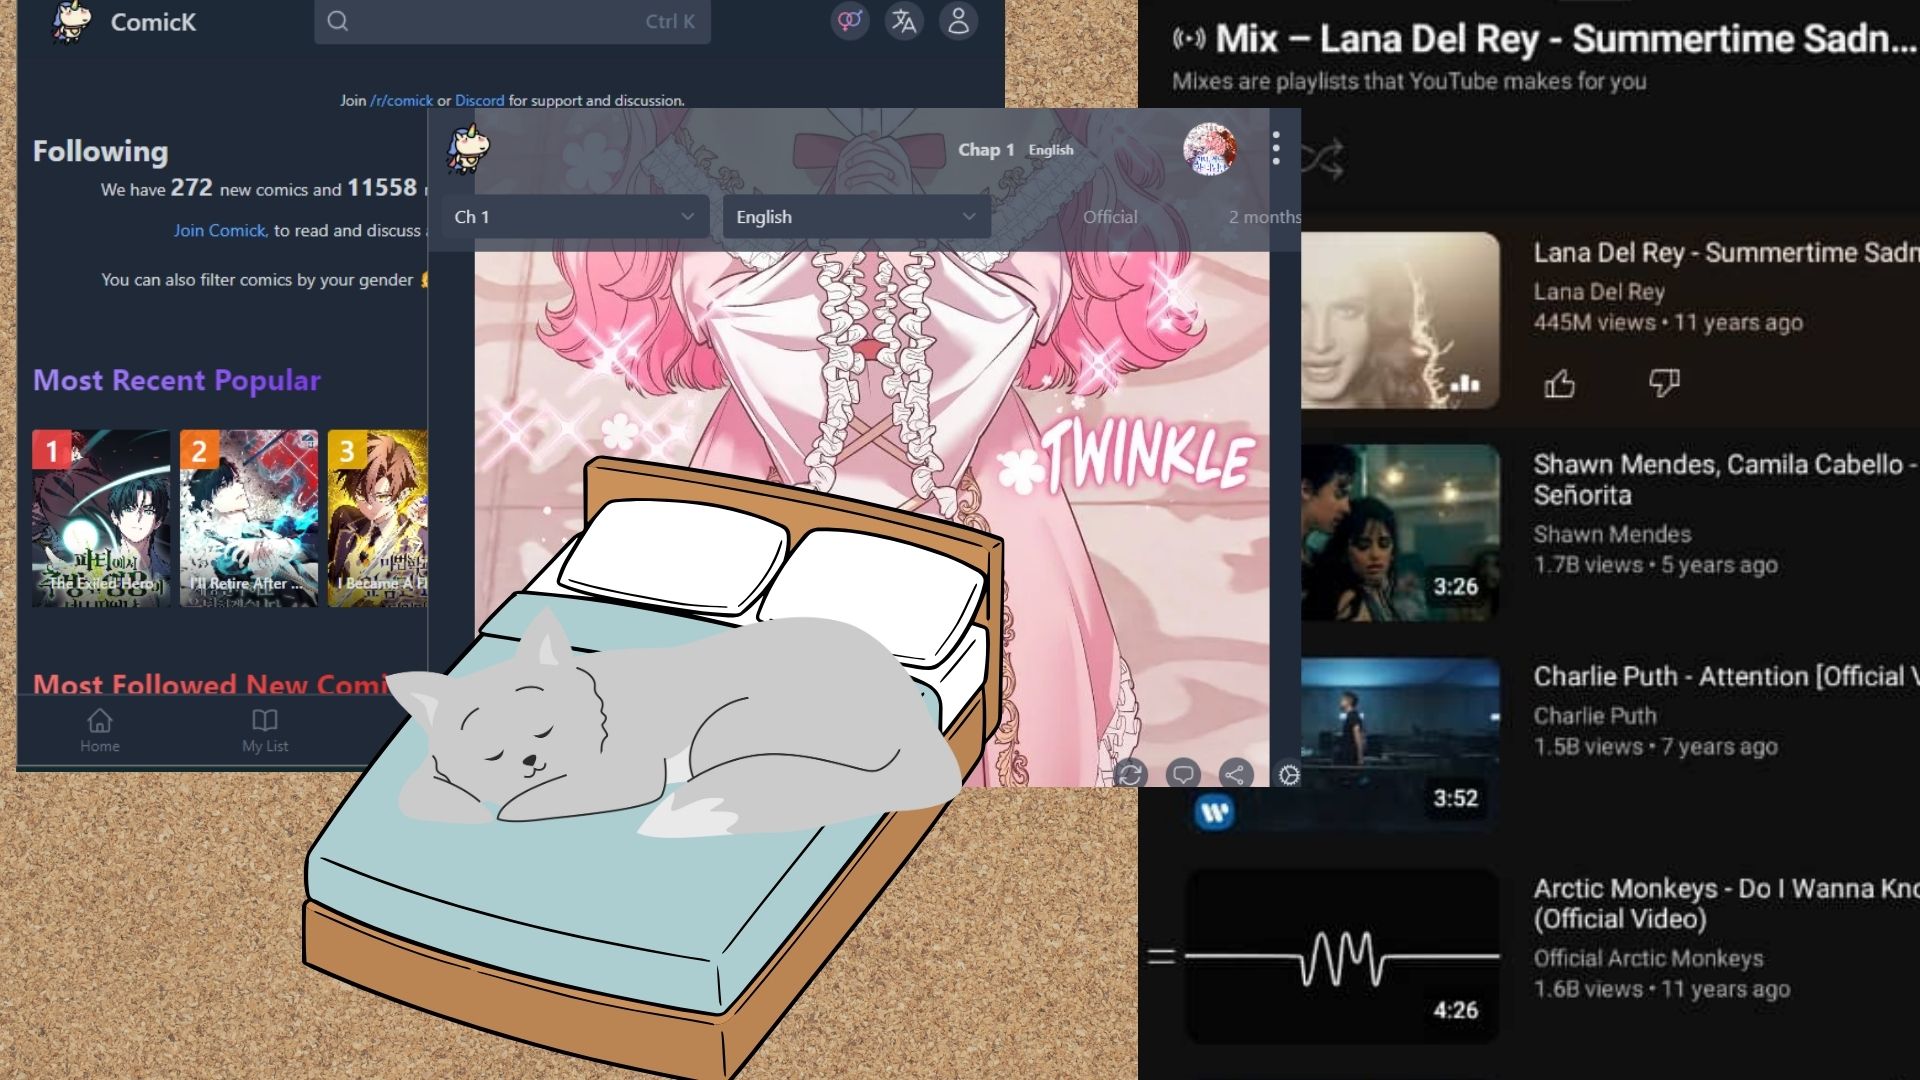 ComicK
Ctrl K
Join /r/comick or Discord for support and discussion.
Following
We have 272 new comics and 11558
Join Comick, to read and discuss
You can also filter comics by your gender
Most Recent Popular
1
2
3
파티에서
The Exiled Hero
I'll Retire After ...
I Became A
Most Followed New Comi
Home
My List
Chap 1 English
Ch 1
English
Official
2 months
TWINKLE
Mix – Lana Del Rey - Summertime Sadn...
Mixes are playlists that YouTube makes for you
Lana Del Rey - Summertime Sadn
Lana Del Rey
445M views • 11 years ago
Shawn Mendes, Camila Cabello -
Señorita
Shawn Mendes
1.7B views • 5 years ago
3:26
Charlie Puth - Attention [Official V
Charlie Puth
1.5B views • 7 years ago
3:52
Arctic Monkeys - Do I Wanna Kno
(Official Video)
Official Arctic Monkeys
1.6B views • 11 years ago
4:26